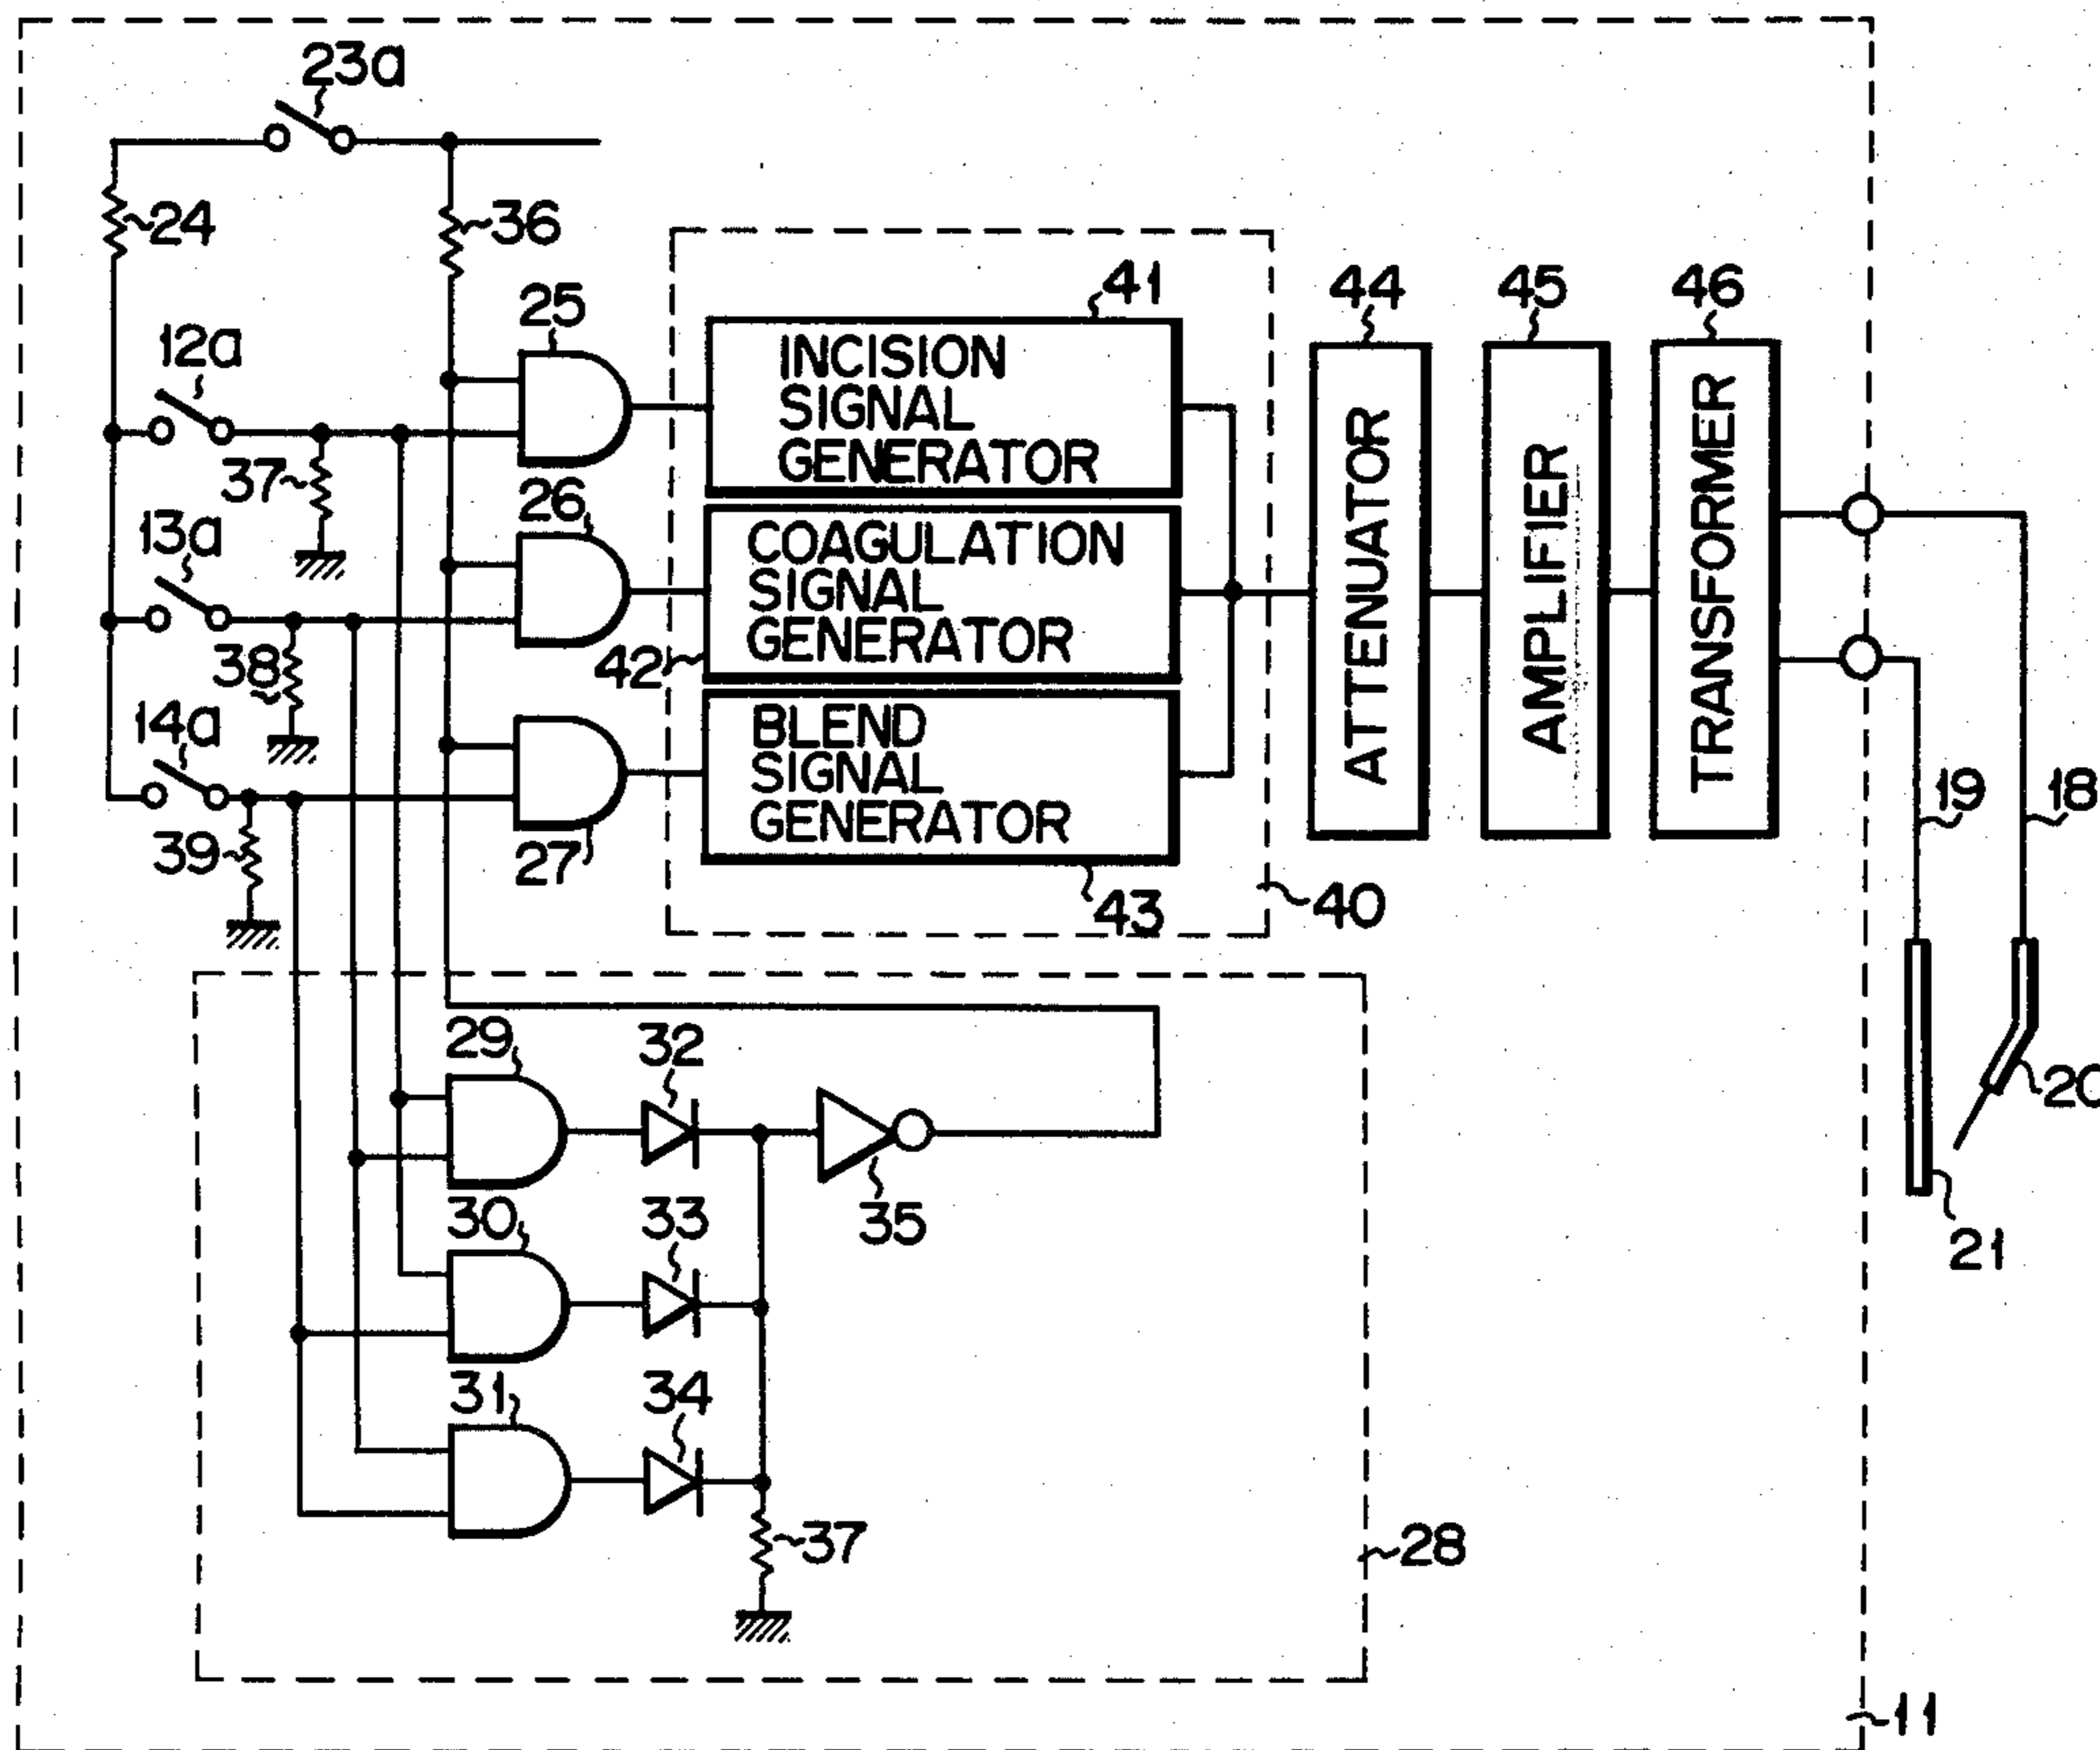 23a
24
36
25
41
44
45
46
12a
INCISION
SIGNAL
GENERATOR
37
26
13a
COAGULATION
SIGNAL
GENERATOR
ATTENUATOR
AMPLIFIER
TRANSFORMER
38
42
14a
BLEND
SIGNAL
GENERATOR
19
18
39
27
43
40
29
32
20
30
33
35
21
31
34
37
28
11